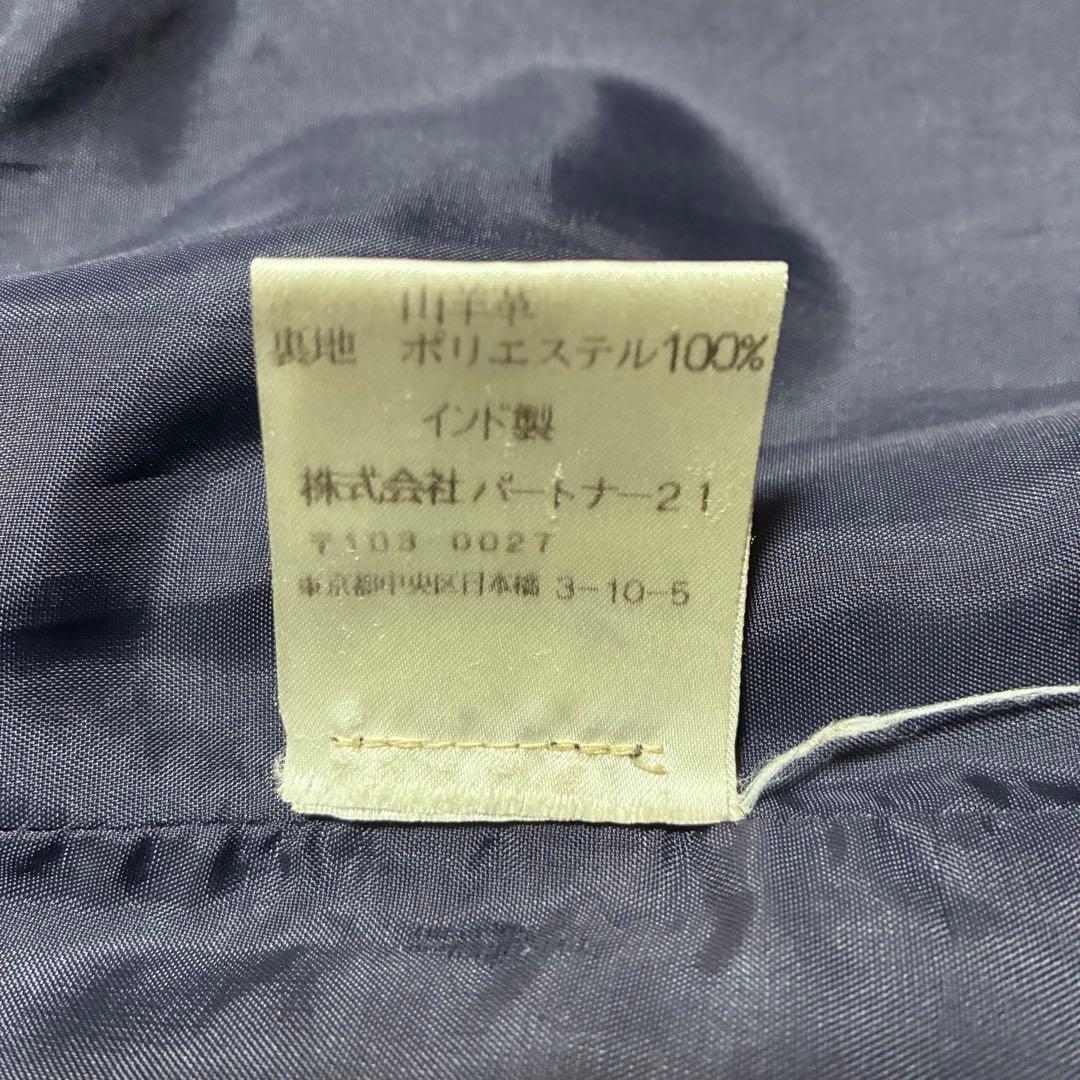 山羊革
裏地 ポリエステル100%
インド製
株式会社パートナー21
〒103 0027
東京都中央区日本橋 3-10-5